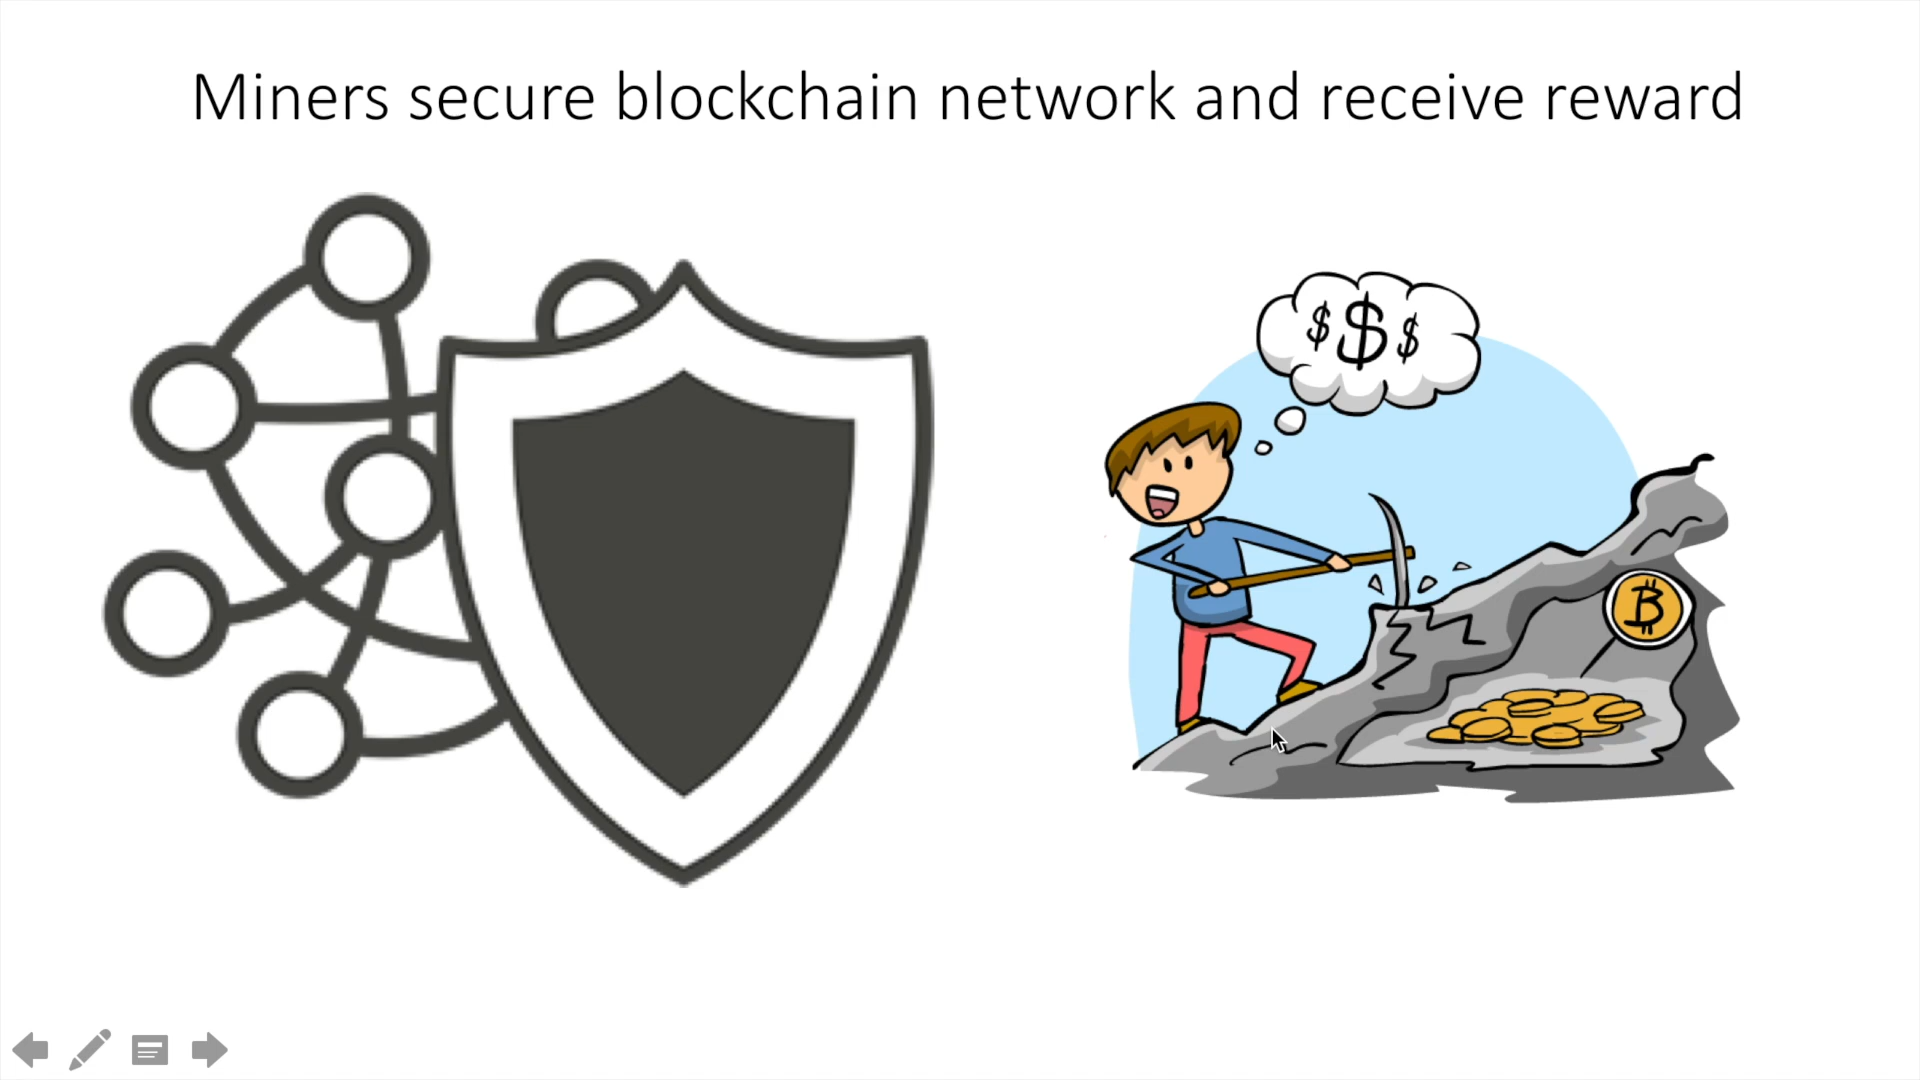 Miners secure blockchain network and receive reward
$ $ $
B